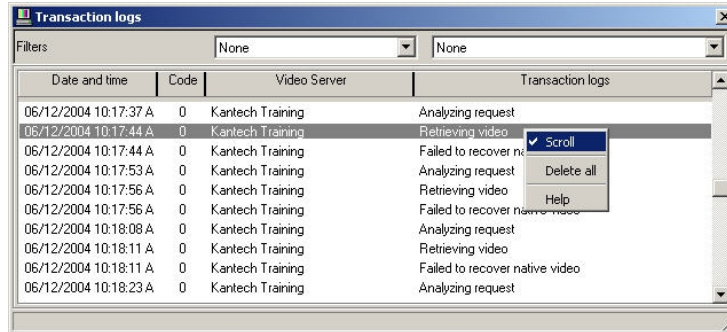 Transaction logs
Filters None None
Date and time Code Video Server Transaction logs
06/12/2004 10:17:37 A 0 Kantech Training Analyzing request
06/12/2004 10:17:44 A 0 Kantech Training Retrieving video
Scroll
06/12/2004 10:17:44 A 0 Kantech Training Failed to recover na
06/12/2004 10:17:53 A 0 Kantech Training Analyzing request
Delete all
06/12/2004 10:17:56 A 0 Kantech Training Retrieving video
Help
06/12/2004 10:17:56 A 0 Kantech Training Failed to recover native video
06/12/2004 10:18:08 A 0 Kantech Training Analyzing request
06/12/2004 10:18:11 A 0 Kantech Training Retrieving video
06/12/2004 10:18:11 A 0 Kantech Training Failed to recover native video
06/12/2004 10:18:23 A 0 Kantech Training Analyzing request